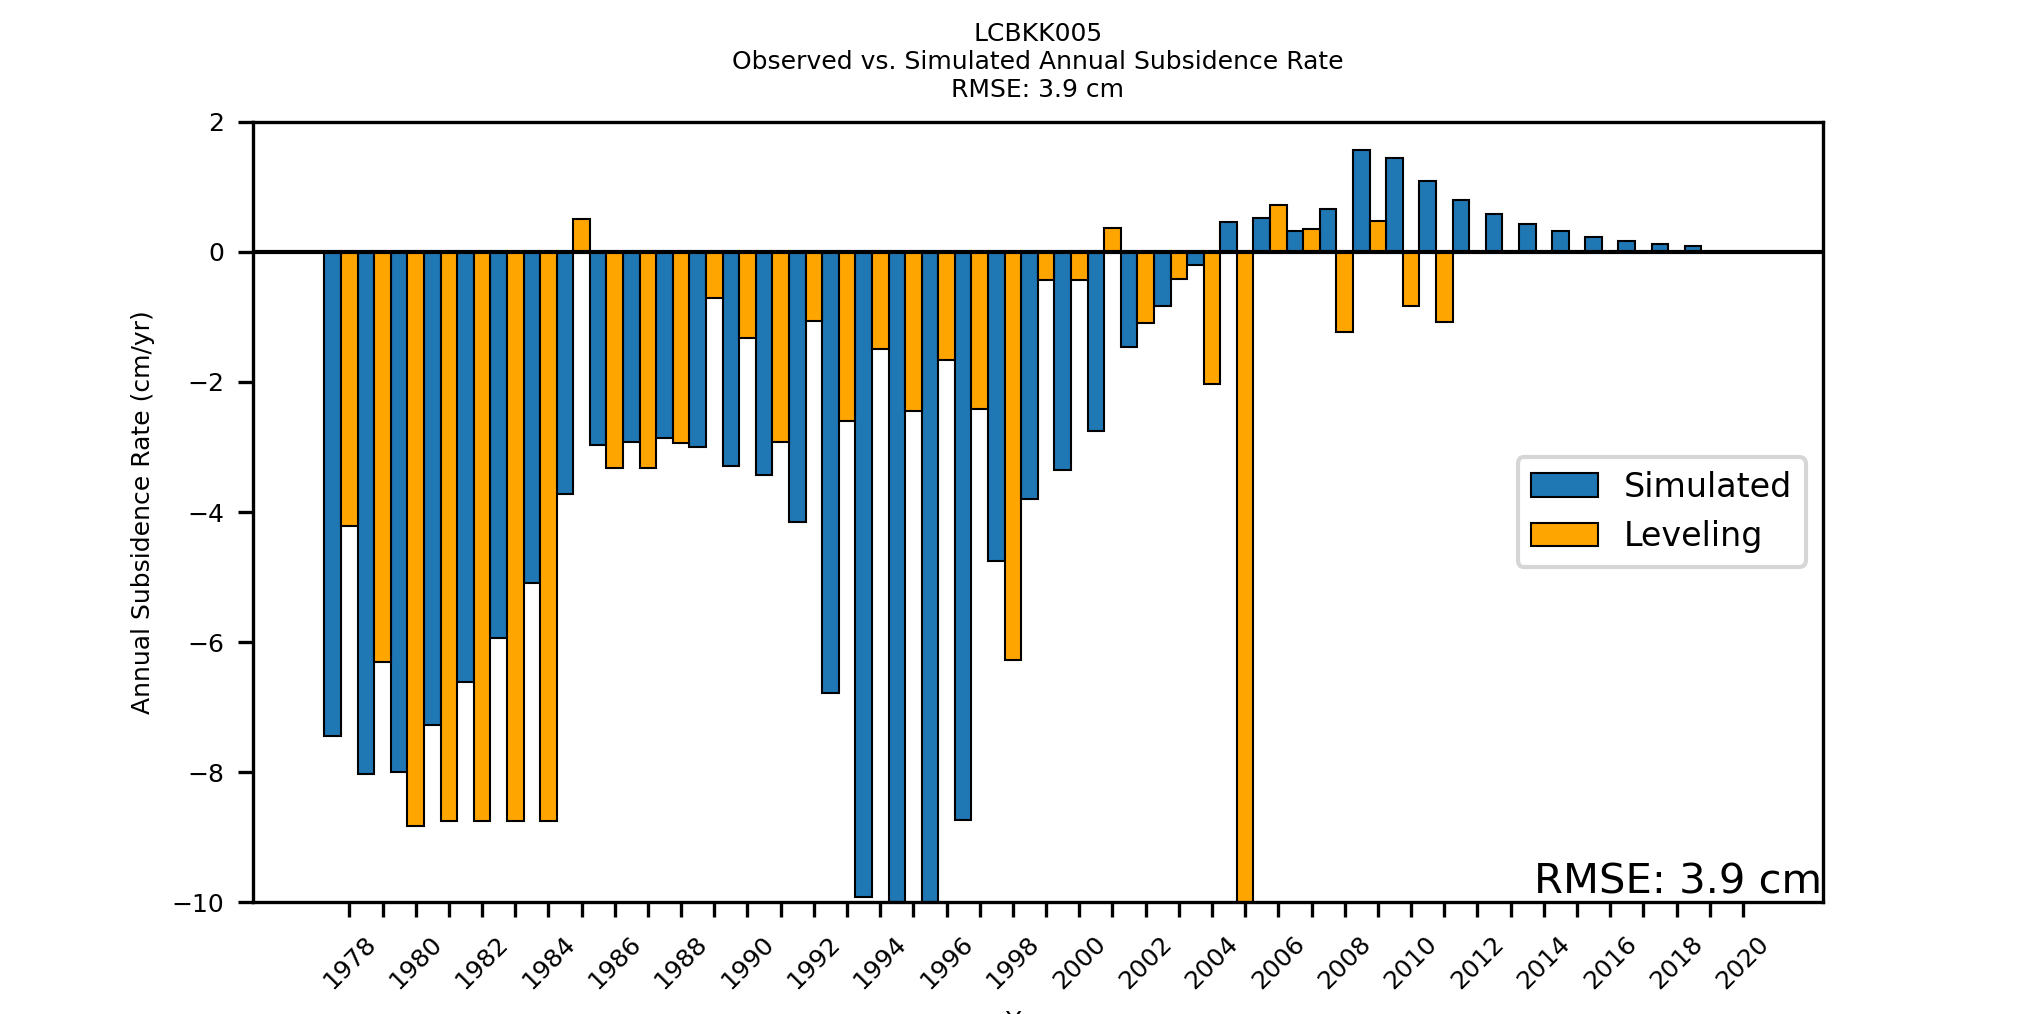 LCBKK005
Observed vs. Simulated Annual Subsidence Rate
RMSE: 3.9 cm
Annual Subsidence Rate (cm/yr)
2
0
−2
−4
−6
−8
−10
Simulated
Leveling
RMSE: 3.9 cm
1978 1980 1982 1984 1986 1988 1990 1992 1994 1996 1998 2000 2002 2004 2006 2008 2010 2012 2014 2016 2018 2020